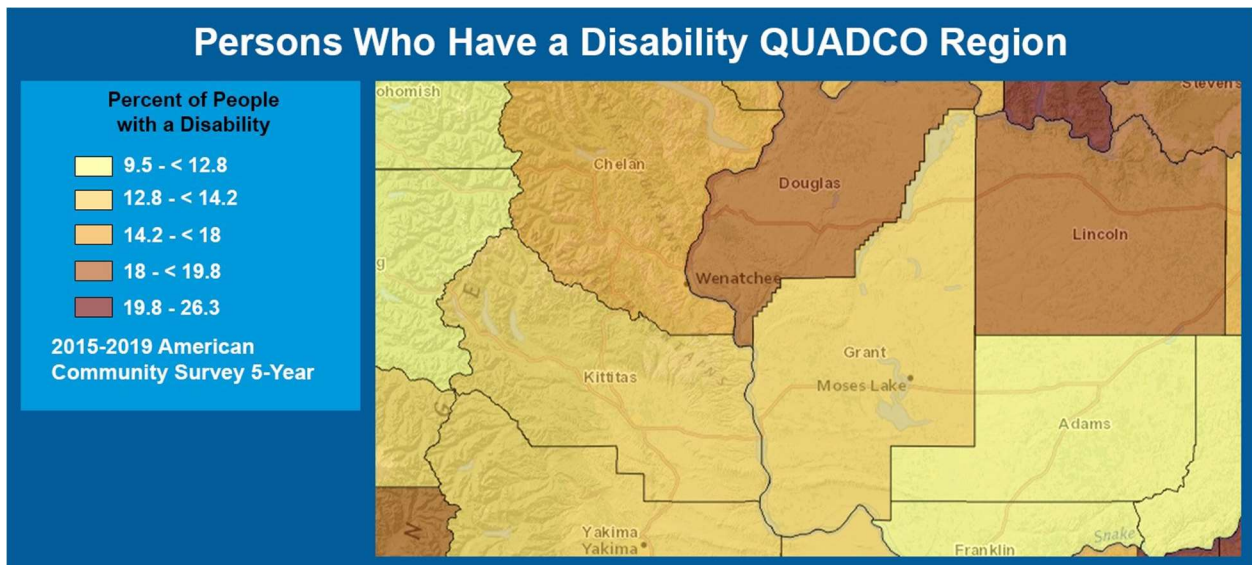 Persons Who Have a Disability QUADCO Region
Percent of People
with a Disability
9.5 - < 12.8
12.8 - < 14.2
14.2 - < 18
18 - < 19.8
19.8 - 26.3
2015-2019 American
Community Survey 5-Year
ohomish
Stevens
Chelan
Douglas
Lincoln
g
Wenatchee
E
Grant
Kittitas
Moses Lake
G
Adams
N
Yakima
Yakima
Snake
Franklin